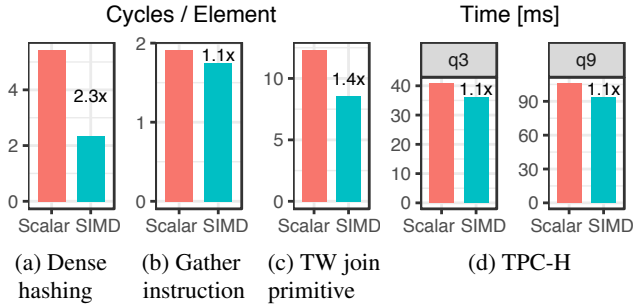 Cycles / Element
Time [ms]
q3
q9
2.3x
1.1x
1.4x
1.1x
1.1x
4
2
0
2
1
0
10
5
0
40
30
20
10
0
90
60
30
0
Scalar SIMD
Scalar SIMD
Scalar SIMD
Scalar SIMD
Scalar SIMD
(a) Dense
hashing
(b) Gather
instruction
(c) TW join
primitive
(d) TPC-H